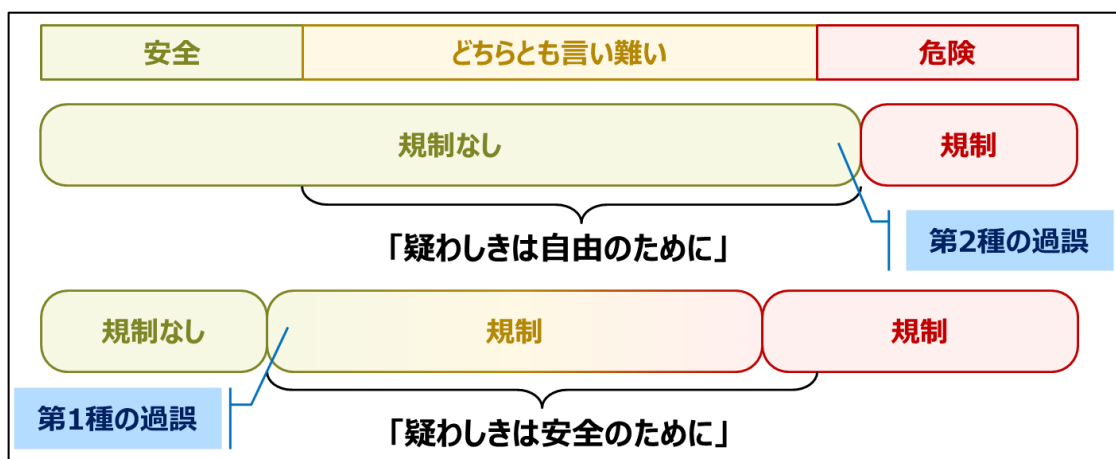 安全
どちらとも言い難い
危険
規制なし
規制
「疑わしきは自由のために」
第2種の過誤
規制なし
規制
規制
第1種の過誤
「疑わしきは安全のために」